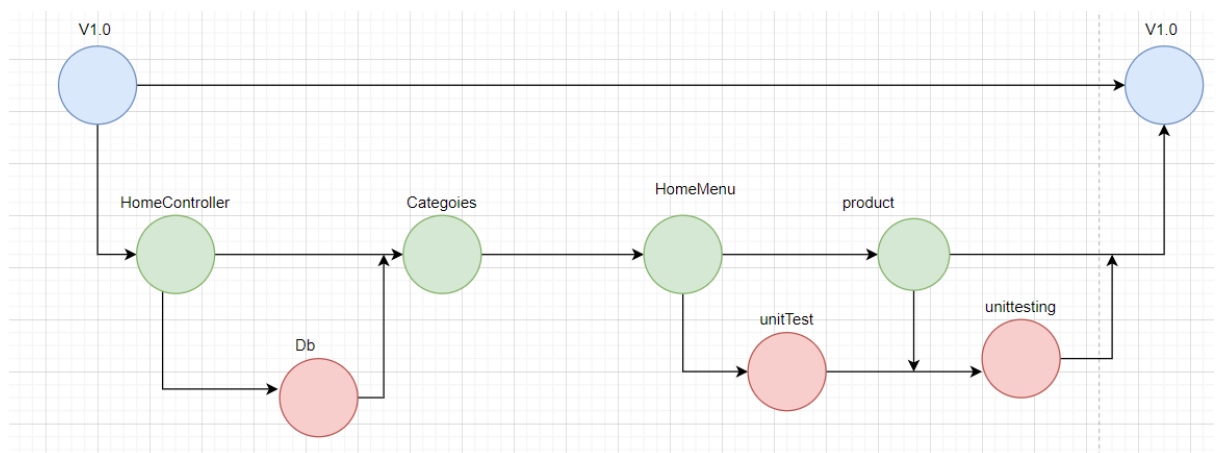 V1.0
V1.0
HomeController
Categoies
HomeMenu
product
Db
unitTest
unittesting